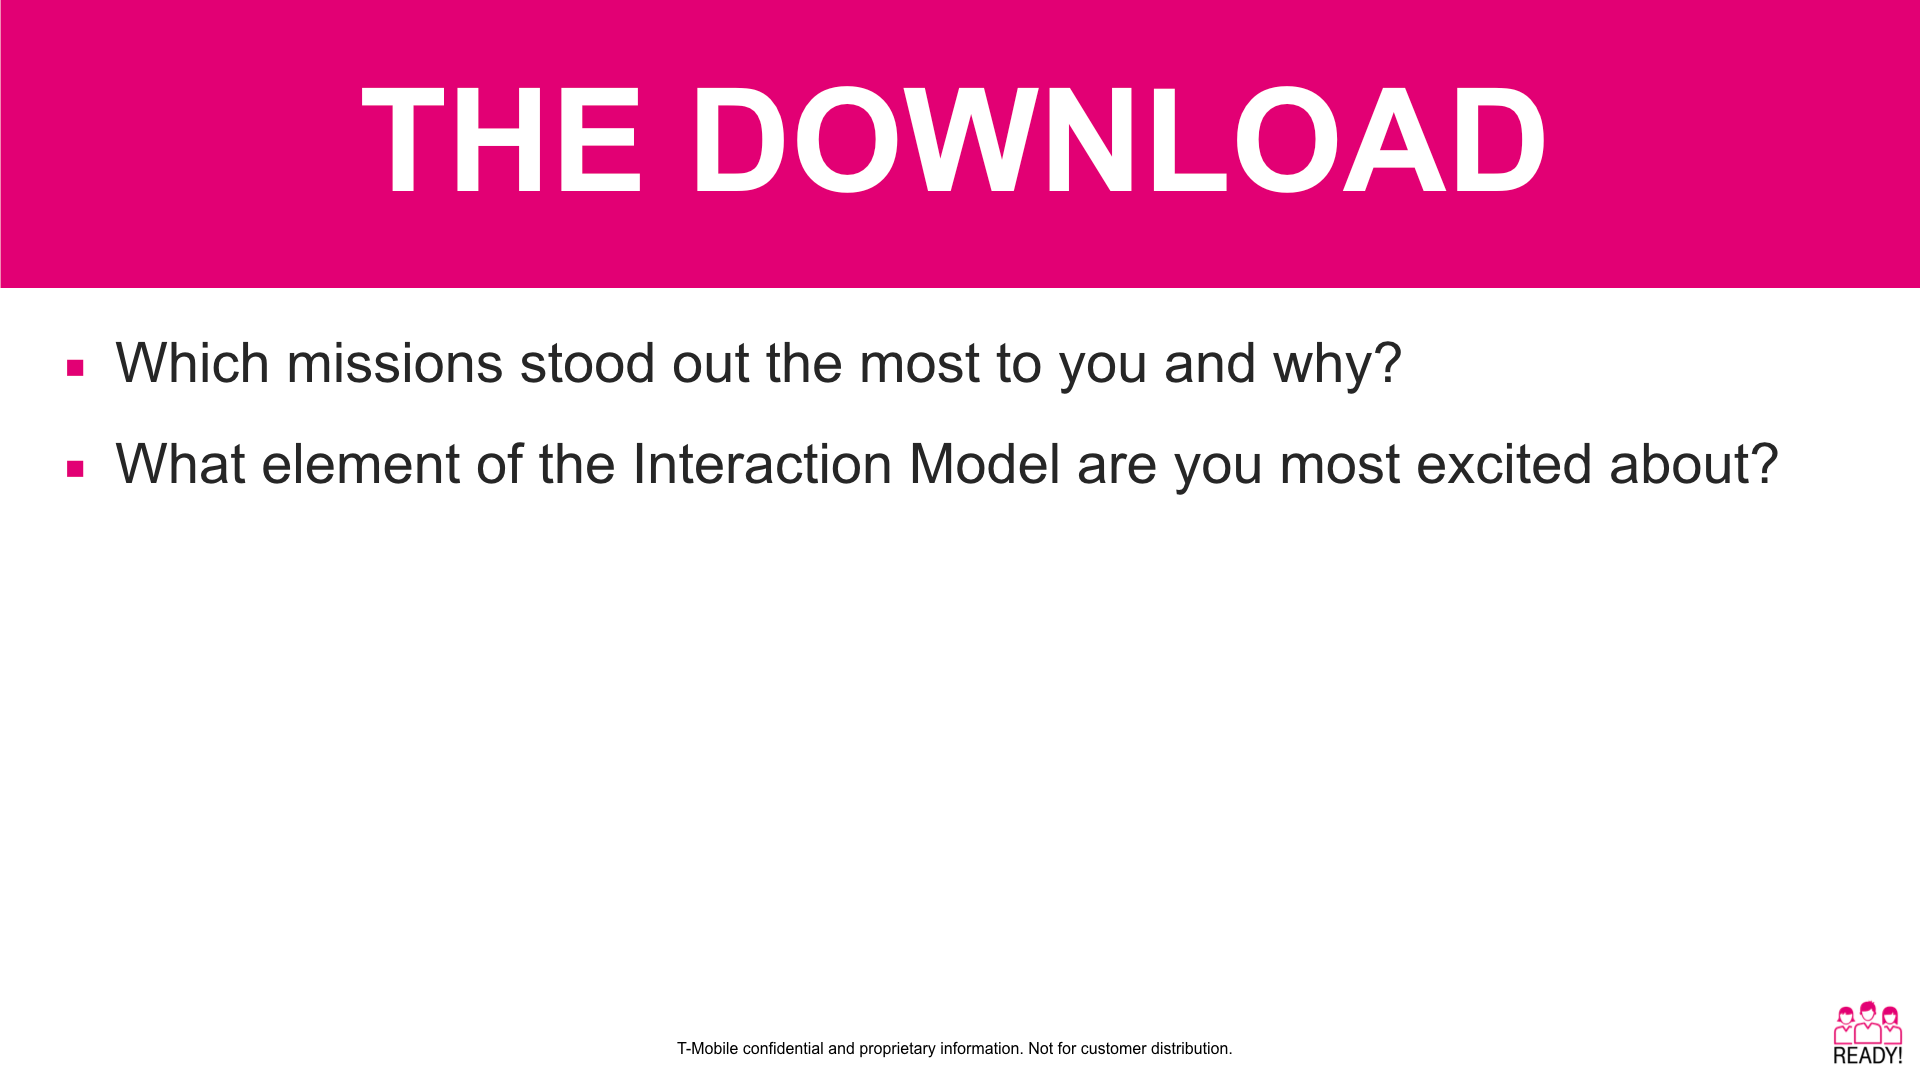 THE DOWNLOAD
Which missions stood out the most to you and why?
What element of the Interaction Model are you most excited about?
T-Mobile confidential and proprietary information. Not for customer distribution.
READY!